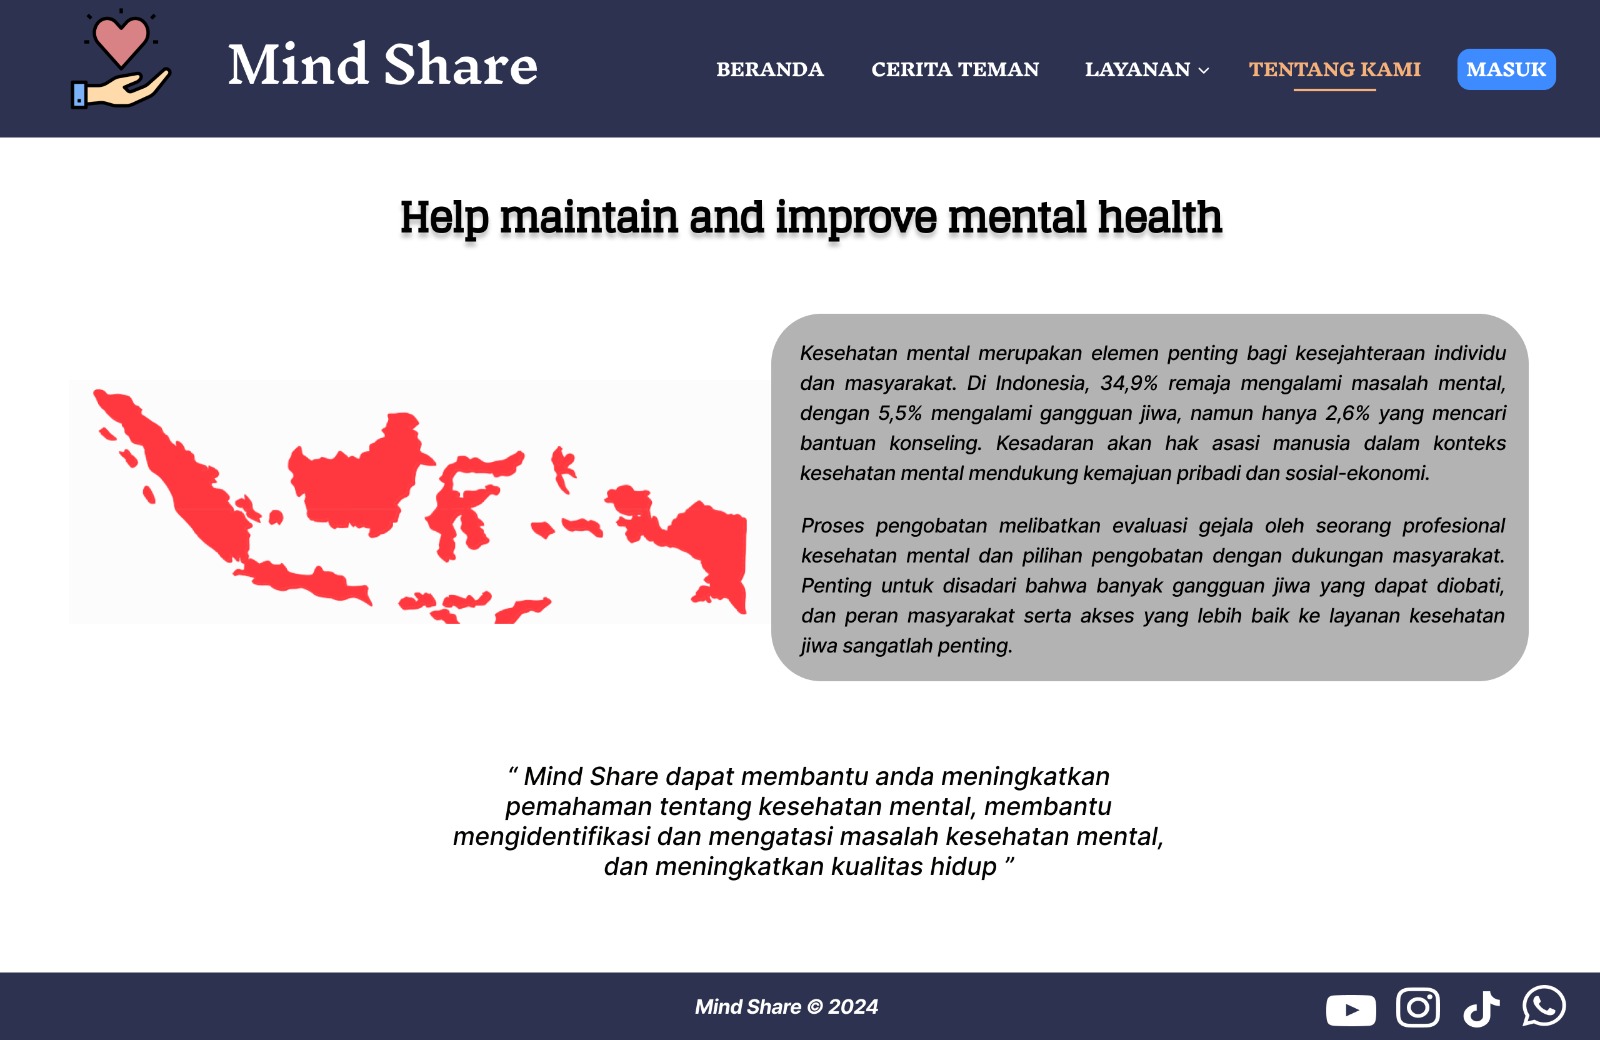 Mind Share
BERANDA
CERITA TEMAN
LAYANAN
TENTANG KAMI
MASUK
Help maintain and improve mental health
Kesehatan mental merupakan elemen penting bagi kesejahteraan individu
dan masyarakat. Di Indonesia, 34,9% remaja mengalami masalah mental,
dengan 5,5% mengalami gangguan jiwa, namun hanya 2,6% yang mencari
bantuan konseling. Kesadaran akan hak asasi manusia dalam konteks
kesehatan mental mendukung kemajuan pribadi dan sosial-ekonomi.
Proses pengobatan melibatkan evaluasi gejala oleh seorang profesional
kesehatan mental dan pilihan pengobatan dengan dukungan masyarakat.
Penting untuk disadari bahwa banyak gangguan jiwa yang dapat diobati,
dan peran masyarakat serta akses yang lebih baik ke layanan kesehatan
jiwa sangatlah penting.
“ Mind Share dapat membantu anda meningkatkan
pemahaman tentang kesehatan mental, membantu
mengidentifikasi dan mengatasi masalah kesehatan mental,
dan meningkatkan kualitas hidup ”
Mind Share © 2024